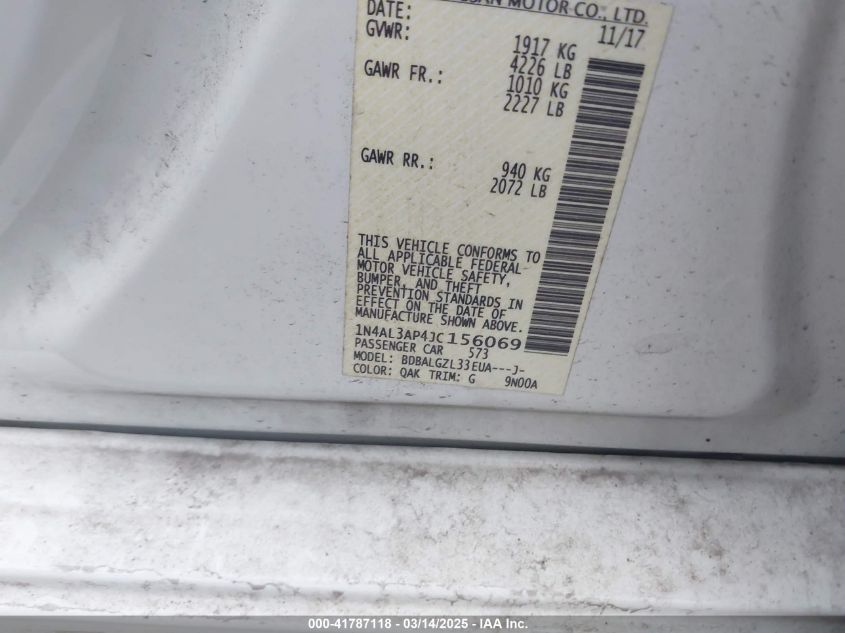 MOTOR CO., LTD.
DATE: 11/17
GVWR: 1917 KG
4226 LB
GAWR FR.: 1010 KG
2227 LB
GAWR RR.: 940 KG
2072 LB
THIS VEHICLE CONFORMS TO
ALL APPLICABLE FEDERAL
MOTOR VEHICLE SAFETY,
BUMPER, AND THEFT
PREVENTION STANDARDS IN
EFFECT ON THE DATE OF
MANUFACTURE SHOWN ABOVE.
1N4AL3AP4JC156069
PASSENGER CAR 573
MODEL: BDBALGZL33EUA---J-
COLOR: QAK TRIM: G 9N00A
000-41787118 - 03/14/2025 - IAA Inc.